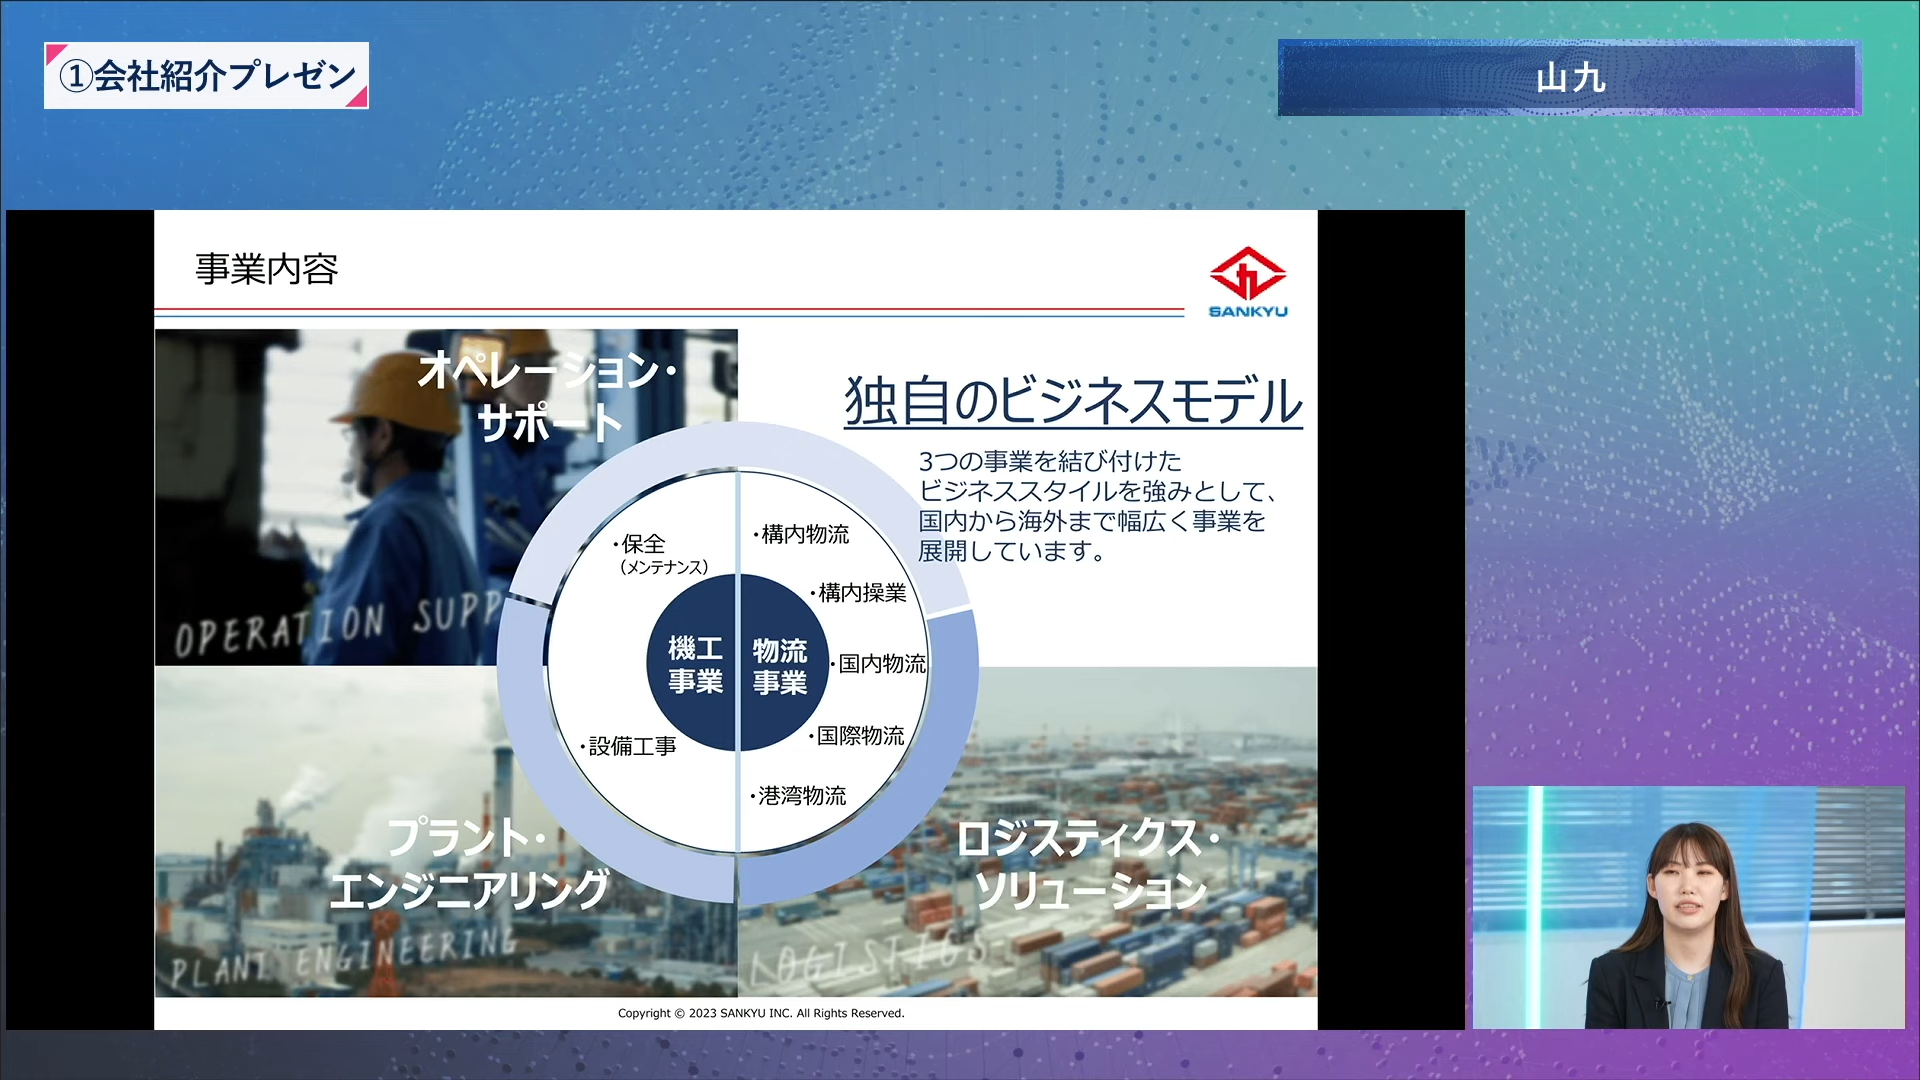 ①会社紹介プレゼン
山九
事業内容
SANKYU
オペレーション・
サポート
OPERATION SUPP
独自のビジネスモデル
3つの事業を結び付けた
ビジネススタイルを強みとして、
国内から海外まで幅広く事業を
展開しています。
・保全
（メンテナンス）
・設備工事
機工
事業
物流
事業
・構内物流
・構内操業
・国内物流
・国際物流
・港湾物流
プラント・
エンジニアリング
PLANT ENGINEERING
ロジスティクス・
ソリューション
LOGISTICS
Copyright © 2023 SANKYU INC. All Rights Reserved.